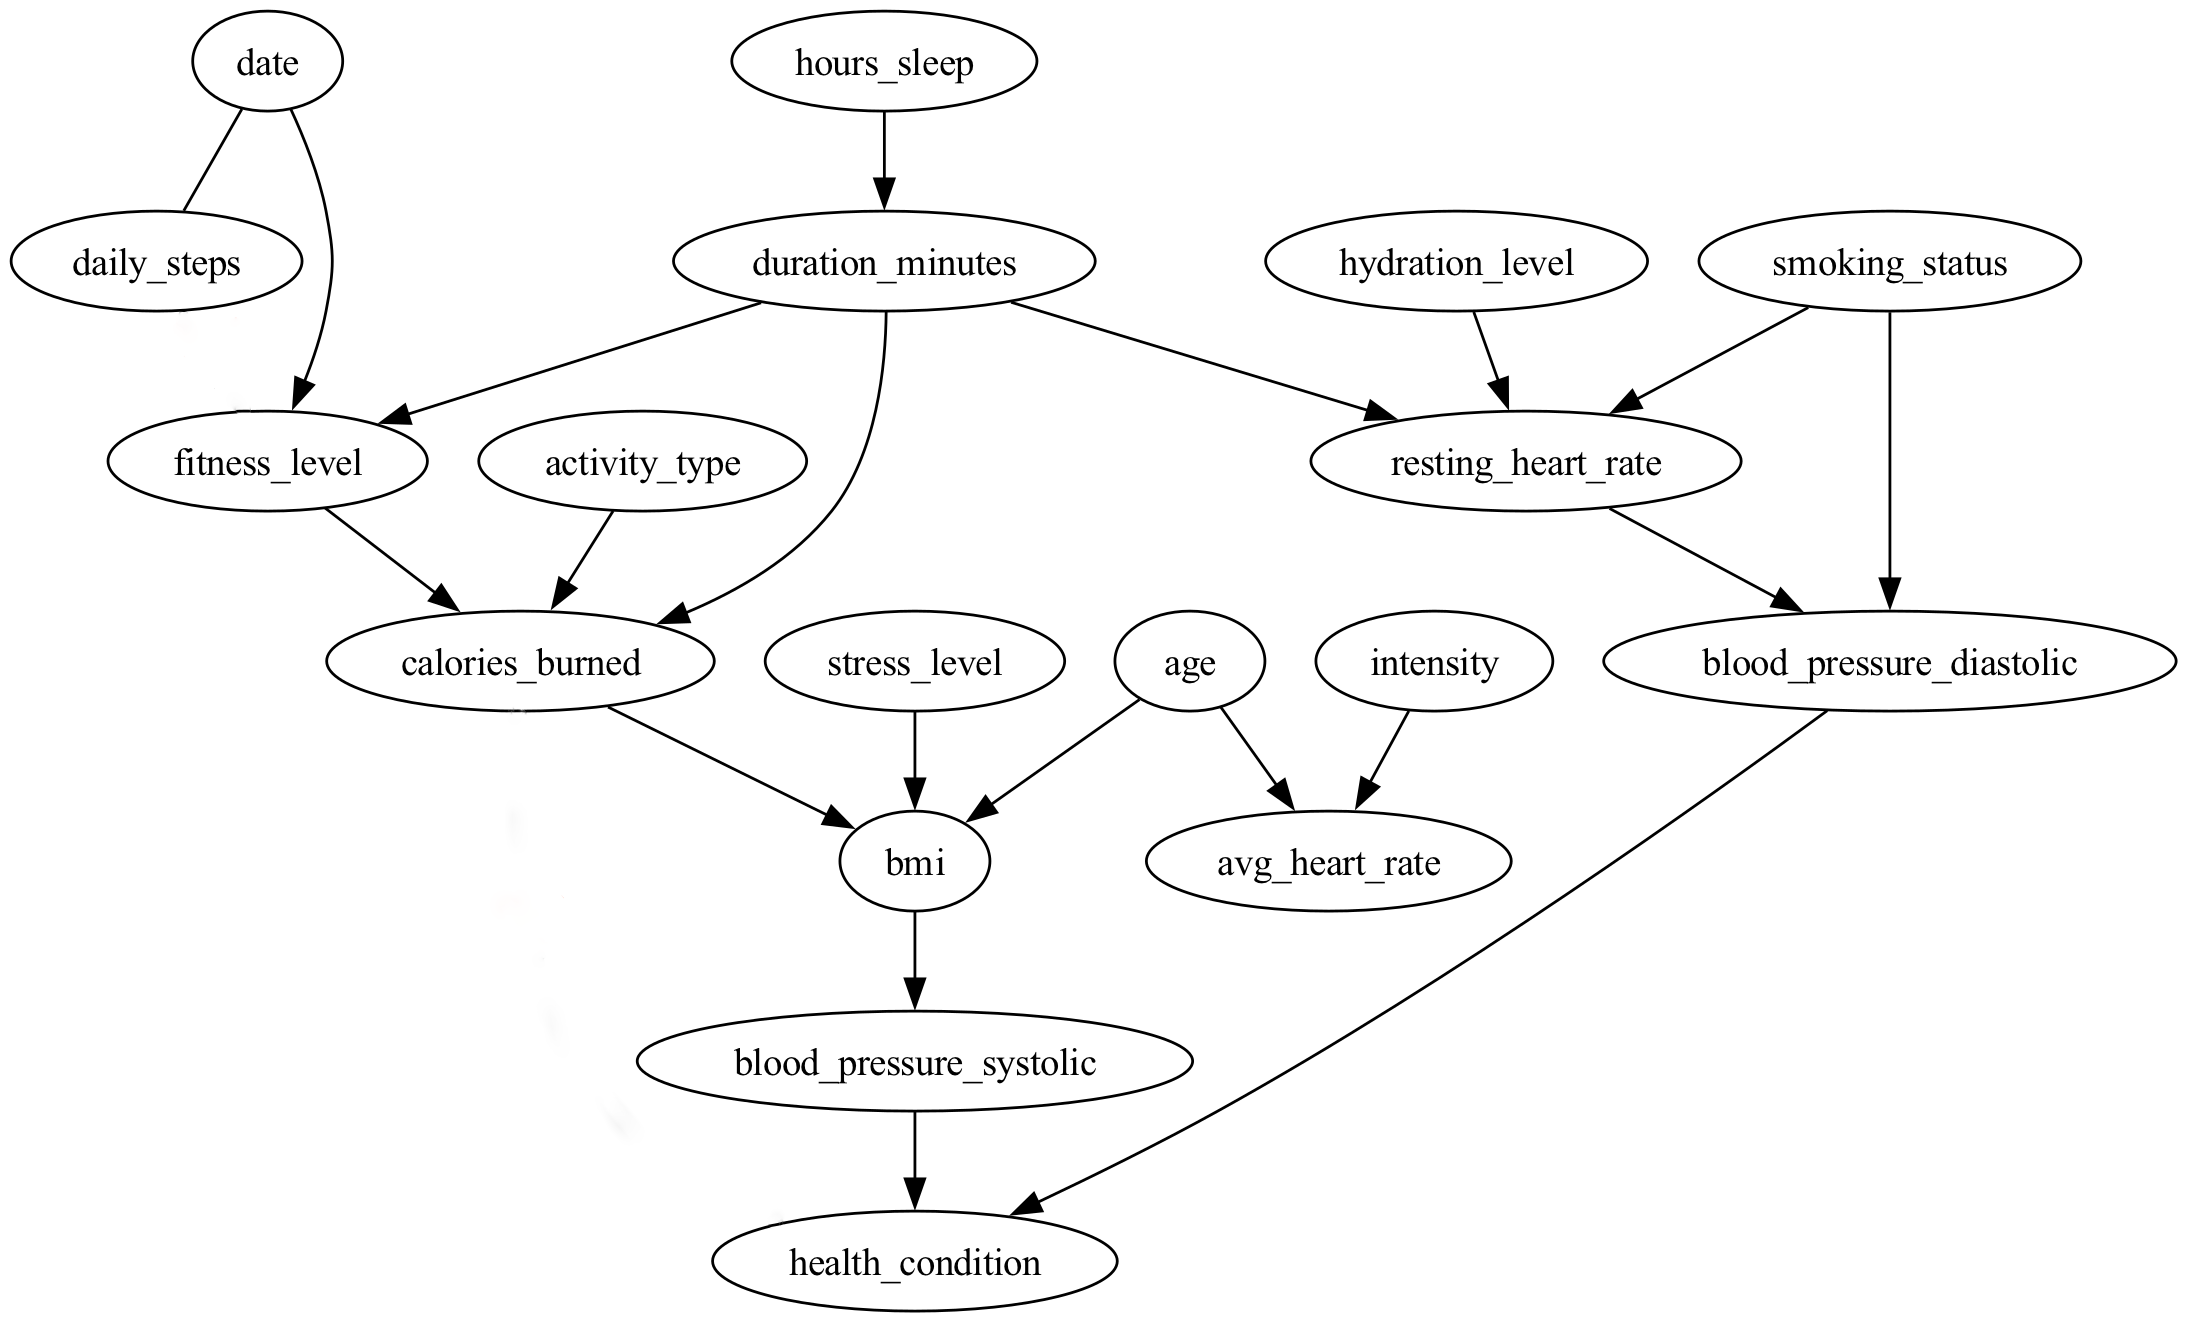 date
hours_sleep
daily_steps
duration_minutes
hydration_level
smoking_status
fitness_level
activity_type
resting_heart_rate
calories_burned
stress_level
age
intensity
blood_pressure_diastolic
bmi
avg_heart_rate
blood_pressure_systolic
health_condition